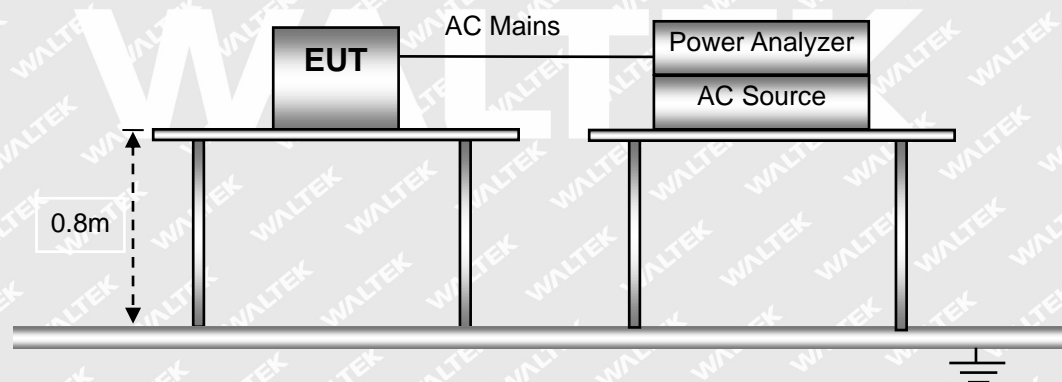 WALTEK
AC Mains
EUT
Power Analyzer
AC Source
0.8m